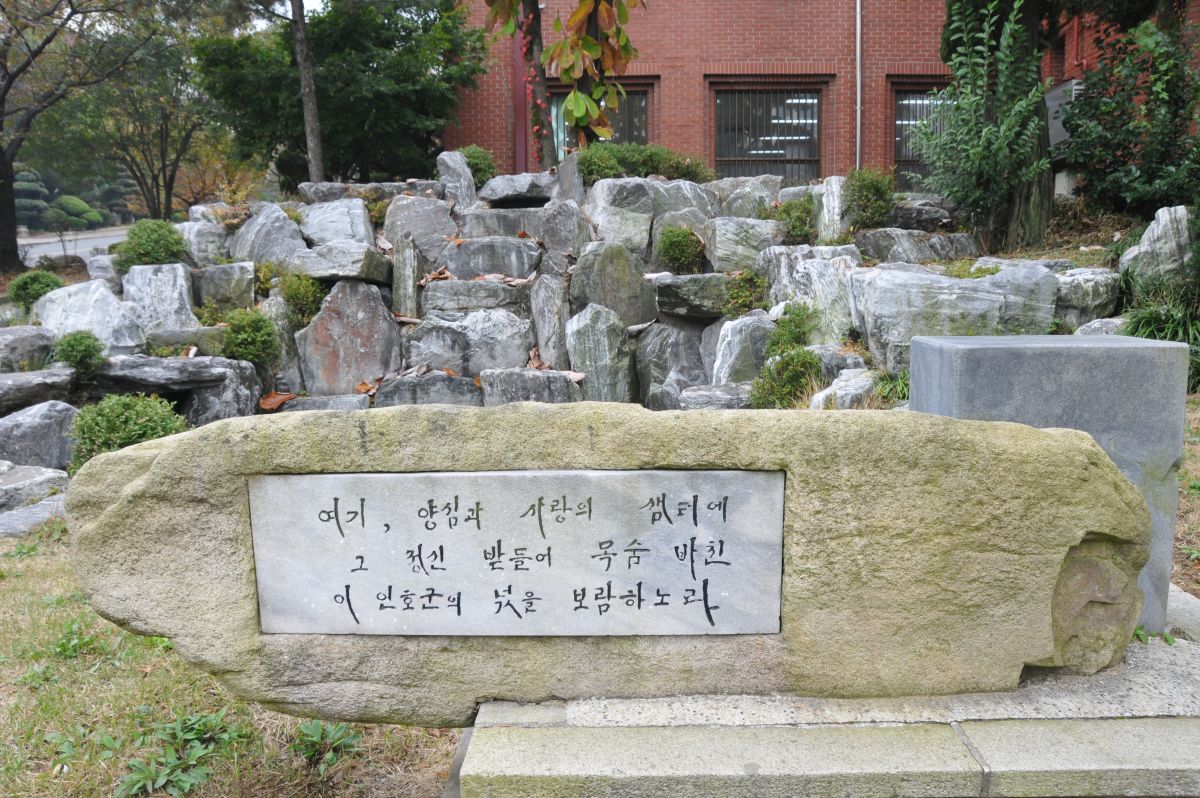 여기, 양심과 사랑의 샘터에
그 정신 받들어 목숨 바친
이 인호군의 넋을 보람하노라